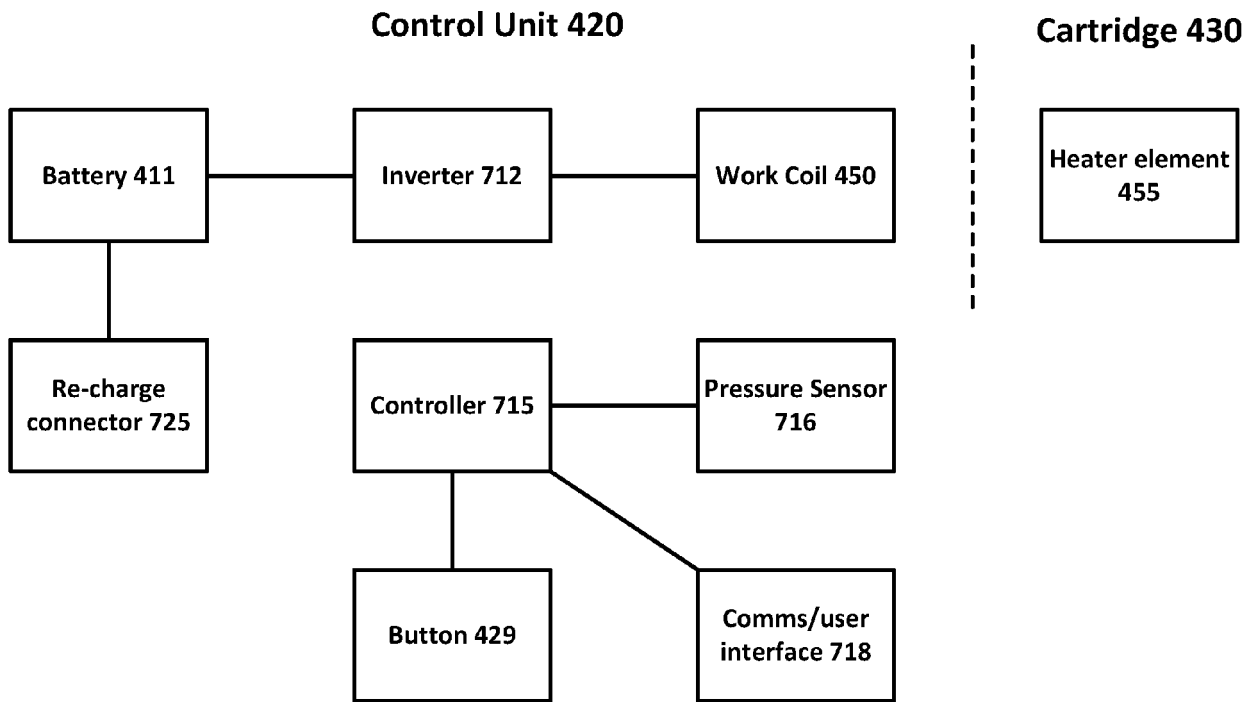 Control Unit 420
Cartridge 430
Battery 411
Inverter 712
Work Coil 450
Heater element
455
Re-charge
connector 725
Controller 715
Pressure Sensor
716
Button 429
Comms/user
interface 718